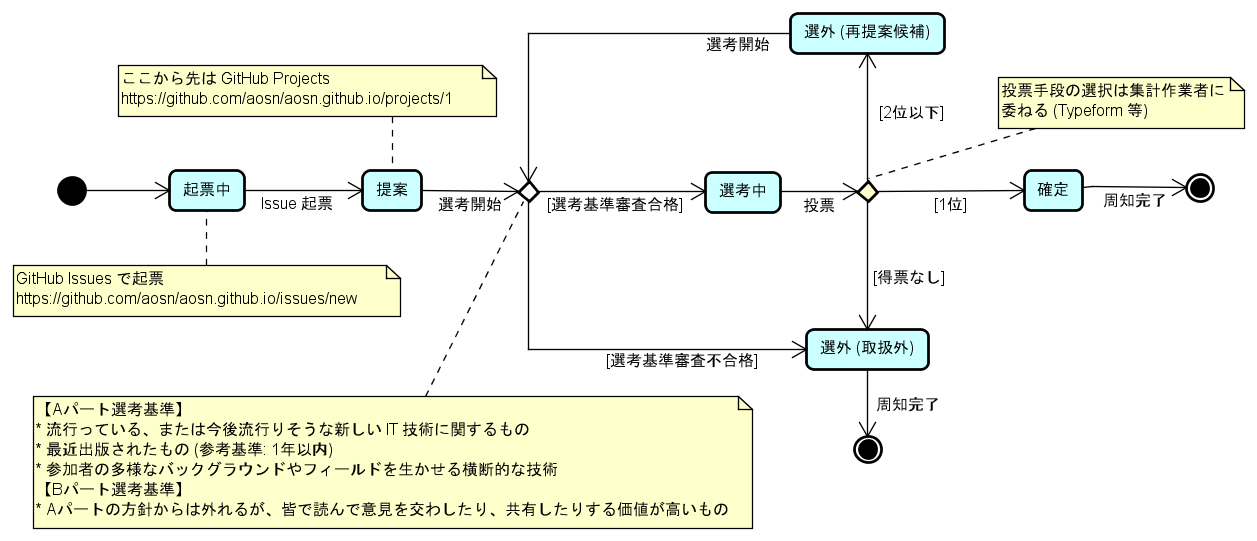 選外 (再提案候補)
選考開始
ここから先は GitHub Projects
https://github.com/aosn/aosn.github.io/projects/1
投票手段の選択は集計作業者に
委ねる (Typeform 等)
[2位以下]
起票中
Issue 起票
提案
選考開始
[選考基準審査合格]
選考中
投票
[1位]
確定
周知完了
GitHub Issues で起票
https://github.com/aosn/aosn.github.io/issues/new
[得票なし]
選外 (取扱外)
[選考基準審査不合格]
周知完了
【Aパート選考基準】
* 流行っている、または今後流行りそうな新しい IT 技術に関するもの
* 最近出版されたもの (参考基準: 1年以内)
* 参加者の多様なバックグラウンドやフィールドを生かせる横断的な技術
【Bパート選考基準】
* Aパートの方針からは外れるが、皆で読んで意見を交わしたり、共有したりする価値が高いもの